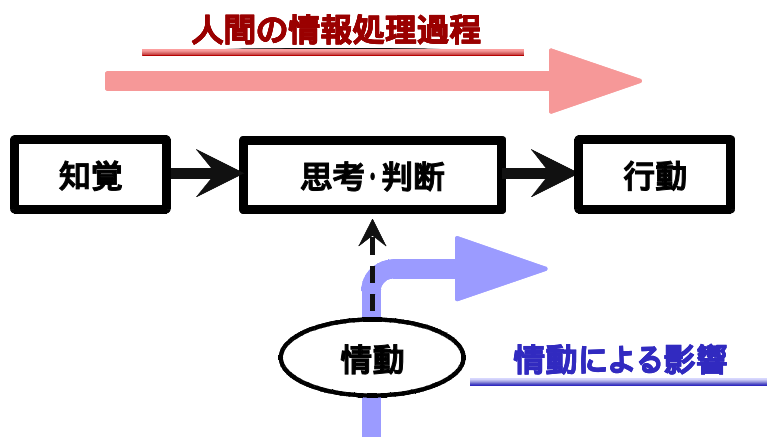 人間の情報処理過程
知覚
思考・判断
行動
情動
情動による影響